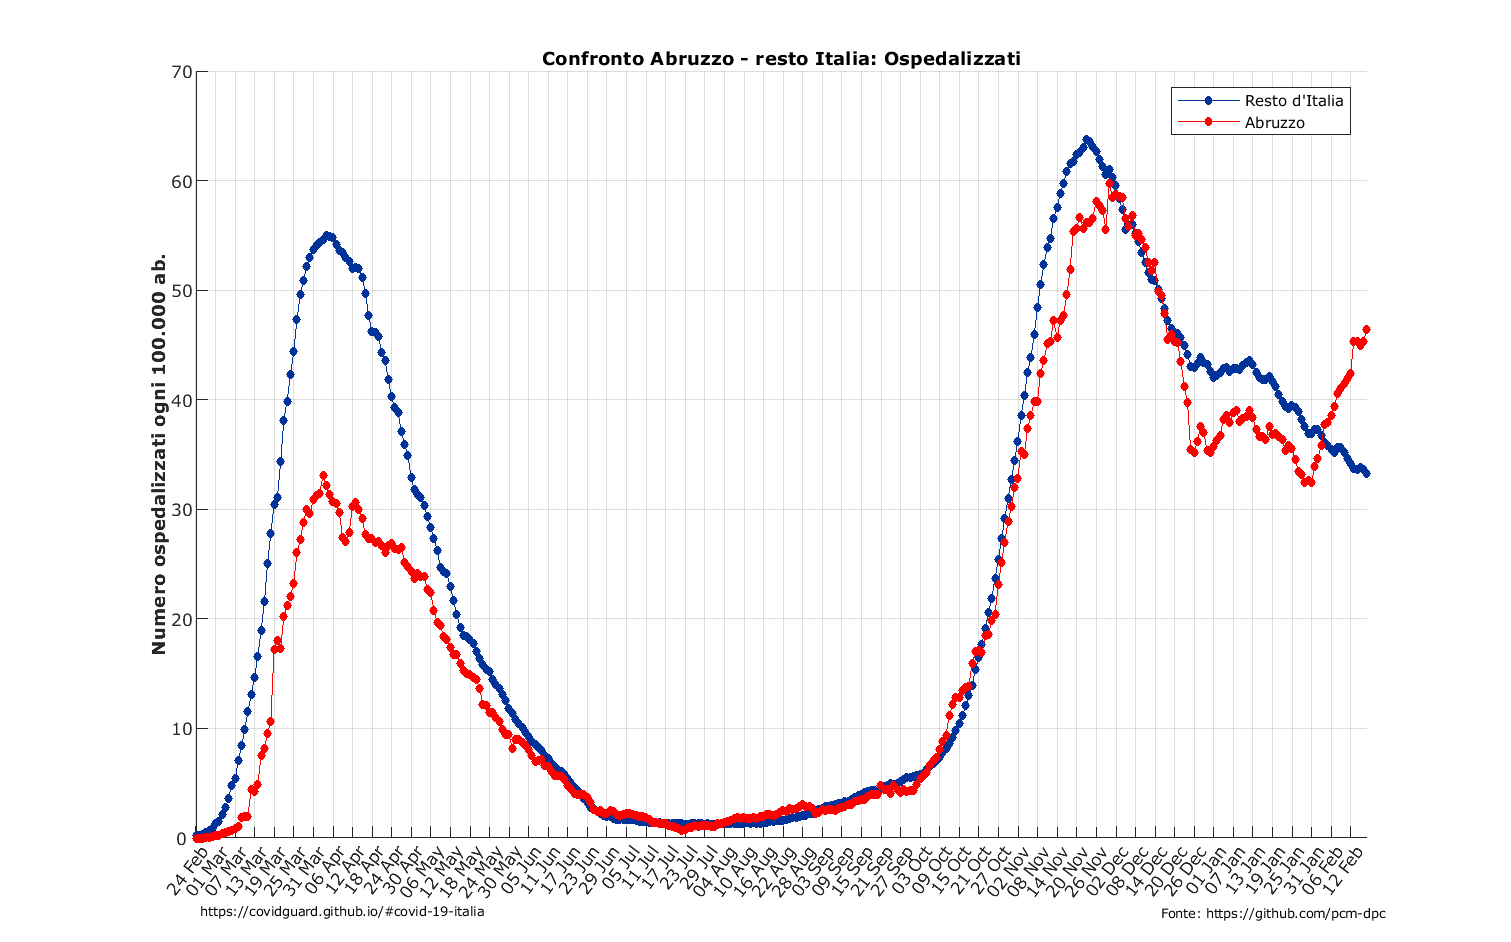 Confronto Abruzzo - resto Italia: Ospedalizzati
Resto d'Italia
Abruzzo
Numero ospedalizzati ogni 100.000 ab.
70
60
50
40
30
20
10
0
24 Feb
01 Mar
07 Mar
13 Mar
19 Mar
25 Mar
31 Mar
06 Apr
12 Apr
18 Apr
24 Apr
30 Apr
06 May
12 May
18 May
24 May
30 May
05 Jun
11 Jun
17 Jun
23 Jun
29 Jun
05 Jul
11 Jul
17 Jul
23 Jul
29 Jul
04 Aug
10 Aug
16 Aug
22 Aug
28 Aug
03 Sep
09 Sep
15 Sep
21 Sep
27 Sep
03 Oct
09 Oct
15 Oct
21 Oct
27 Oct
02 Nov
08 Nov
14 Nov
20 Nov
26 Nov
02 Dec
08 Dec
14 Dec
20 Dec
26 Dec
01 Jan
07 Jan
13 Jan
19 Jan
25 Jan
31 Jan
06 Feb
12 Feb
https://covidguard.github.io/#covid-19-italia
Fonte: https://github.com/pcm-dpc